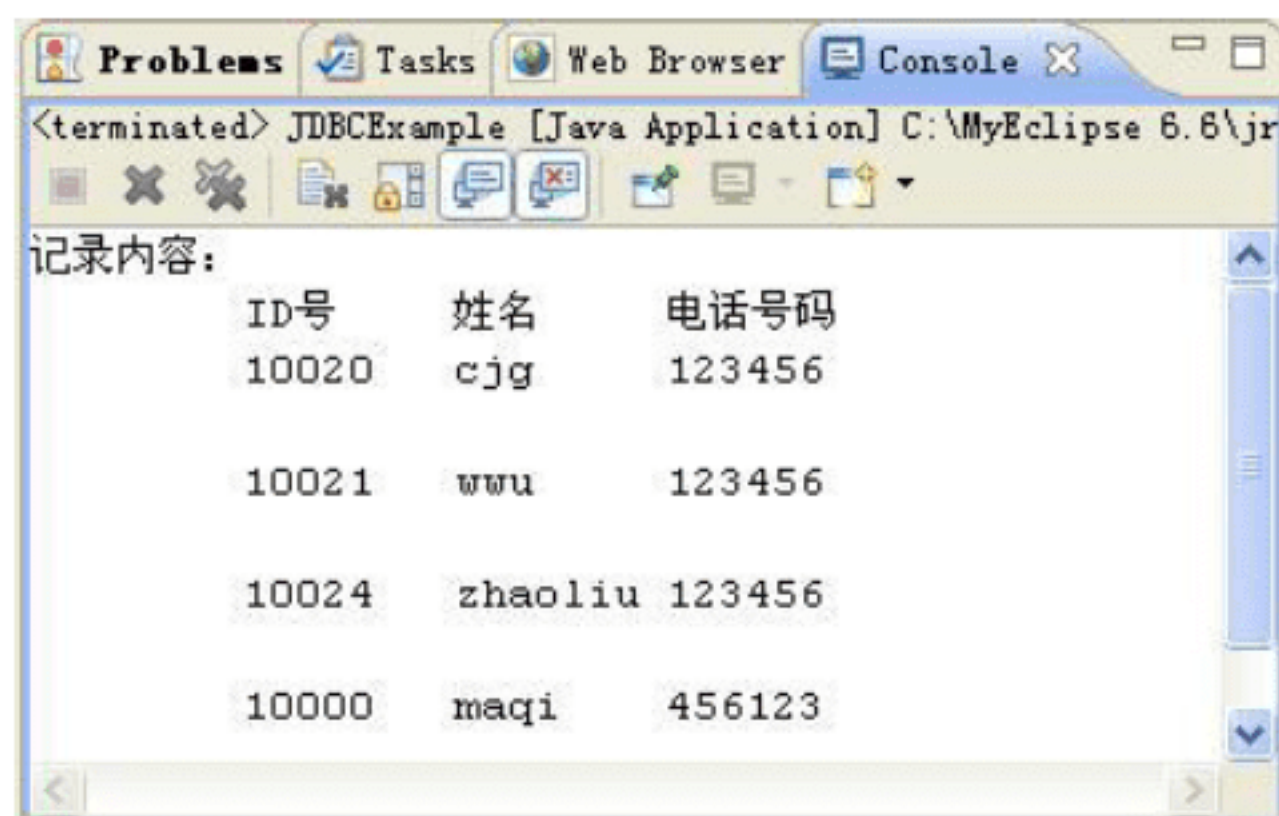 Problems Tasks Web Browser Console
<terminated> JDBCExample [Java Application] C:\MyEclipse 6.6\jr
记录内容:
ID号 姓名 电话号码
10020 cjg 123456
10021 wwu 123456
10024 zhaoliu 123456
10000 maqi 456123